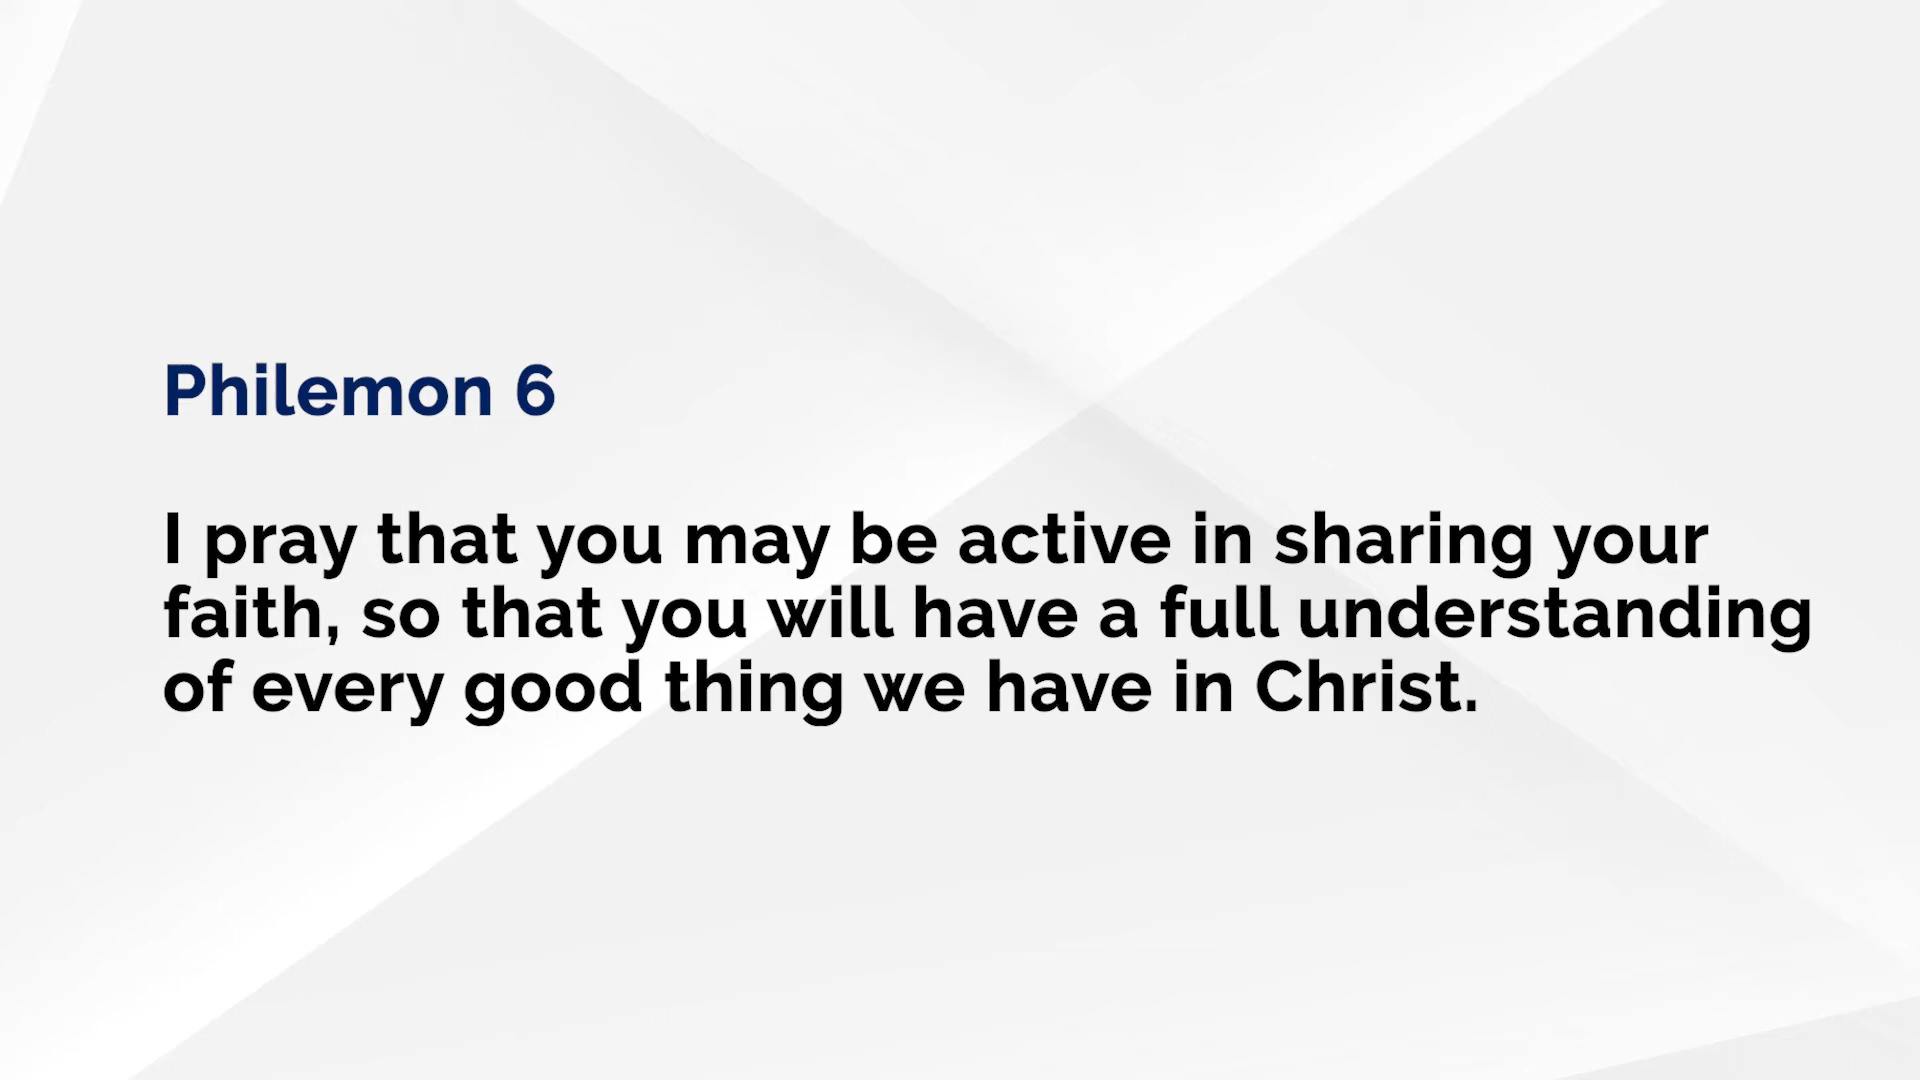 Philemon 6
I pray that you may be active in sharing your
faith, so that you will have a full understanding
of every good thing we have in Christ.